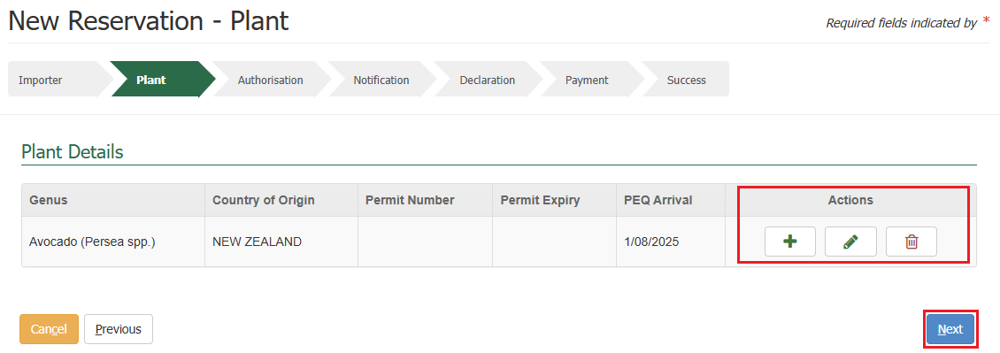 New Reservation - Plant
Required fields indicated by *
Importer Plant Authorisation Notification Declaration Payment Success
Plant Details
Genus Country of Origin Permit Number Permit Expiry PEQ Arrival Actions
Avocado (Persea spp.) NEW ZEALAND 1/08/2025
Cancel Previous Next